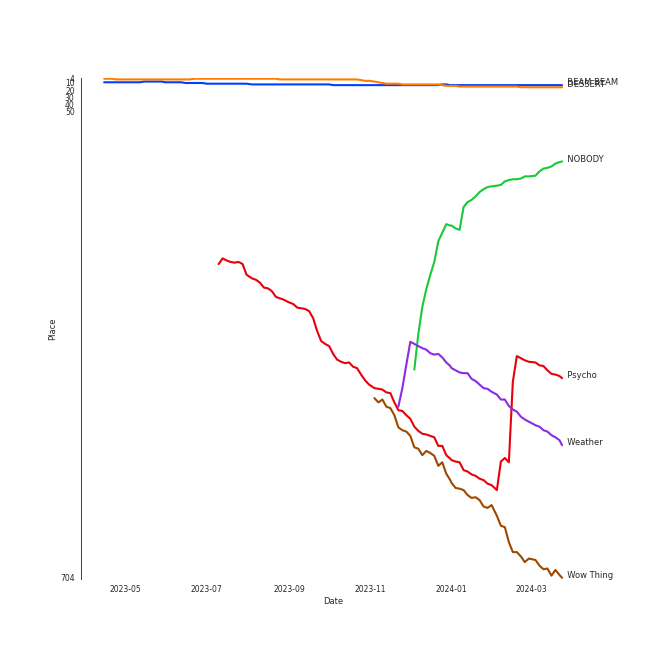 4
10
20
30
40
50
704
Place
BEAM BEAM
DESSERT
NOBODY
Psycho
Weather
Wow Thing
2023-05
2023-07
2023-09
2023-11
2024-01
2024-03
Date